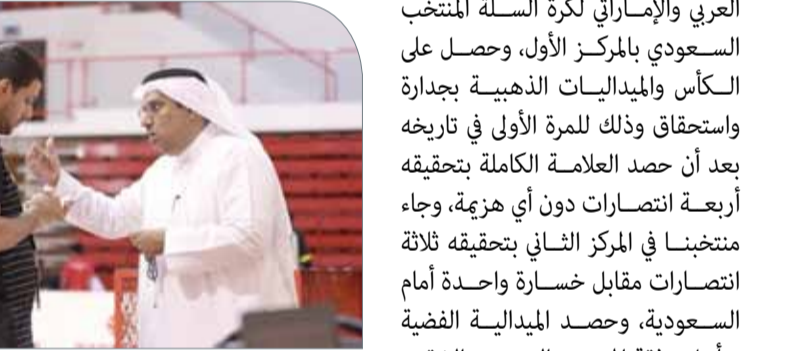 العربي والإماراتي لكرة السلة المنتخب
السعودي بالمركز الأول، وحصل على
الكأس والميداليات الذهبية بجدارة
واستحقاق وذلك للمرة الأولى في تاريخه
بعد أن حصد العلامة الكاملة بتحقيقه
أربعة انتصارات دون أي هزيمة، وجاء
منتخبنا في المركز الثاني بتحقيقه ثلاثة
انتصارات مقابل خسارة واحدة أمام
السعودية، وحصد الميدالية الفضية